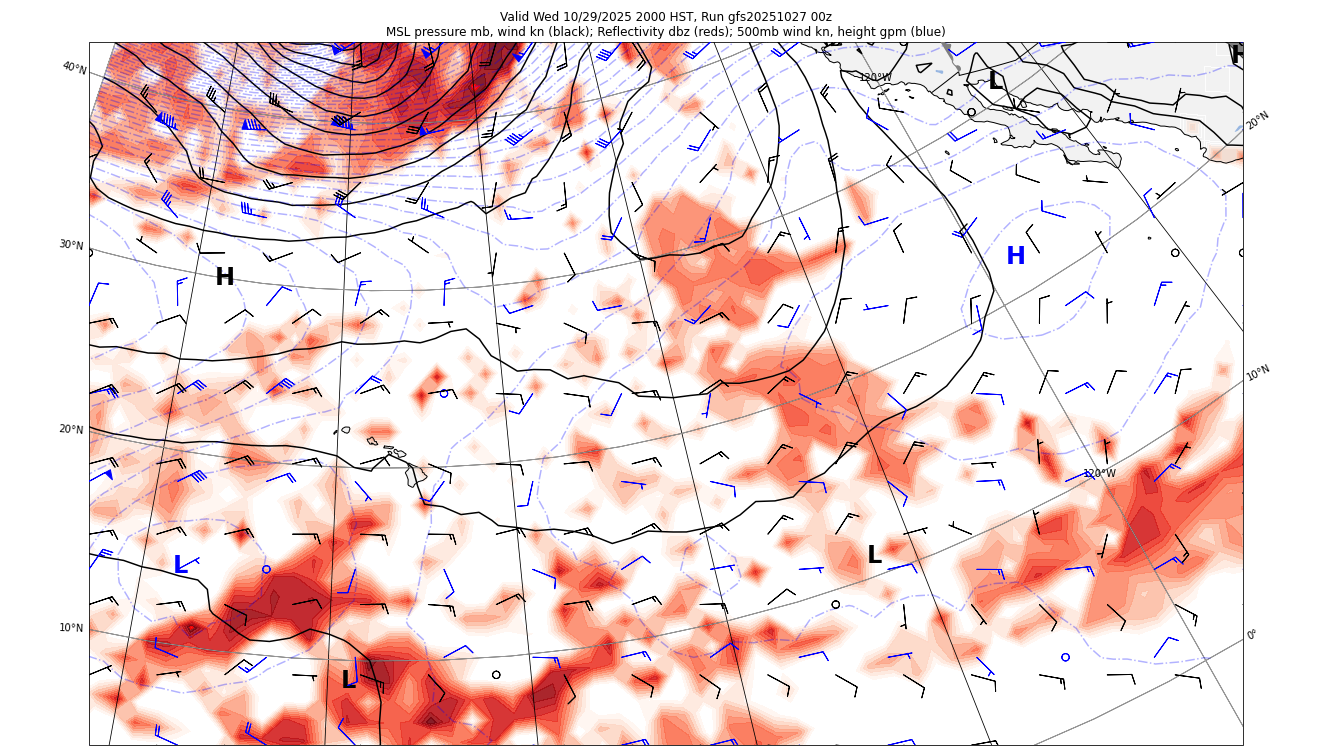 Valid Wed 10/29/2025 2000 HST, Run gfs20251027 00z
MSL pressure mb, wind kn (black); Reflectivity dbz (reds); 500mb wind kn, height gpm (blue)
H
40°N
120°W
L
20°N
30°N
H
H
10°N
20°N
120°W
L
L
10°N
0°
L